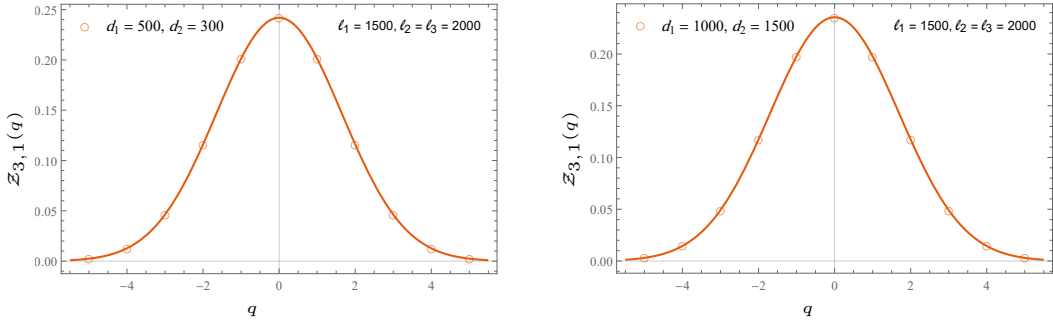 d₁ = 500, d₂ = 300
ℓ₁ = 1500, ℓ₂ = ℓ₃ = 2000
0.25
0.20
0.15
0.10
0.05
0.00
𝒵₃,₁(q)
-4 -2 0 2 4
q
d₁ = 1000, d₂ = 1500
ℓ₁ = 1500, ℓ₂ = ℓ₃ = 2000
0.20
0.15
0.10
0.05
0.00
𝒵₃,₁(q)
-4 -2 0 2 4
q